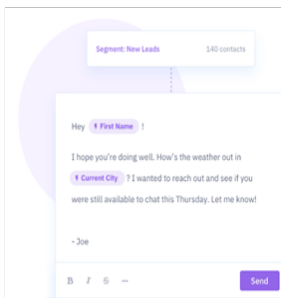 Segment: New Leads 140 contacts
Hey First Name !
I hope you're doing well. How's the weather out in
Current City ? I wanted to reach out and see if you
were still available to chat this Thursday. Let me know!
- Joe
B I S
Send